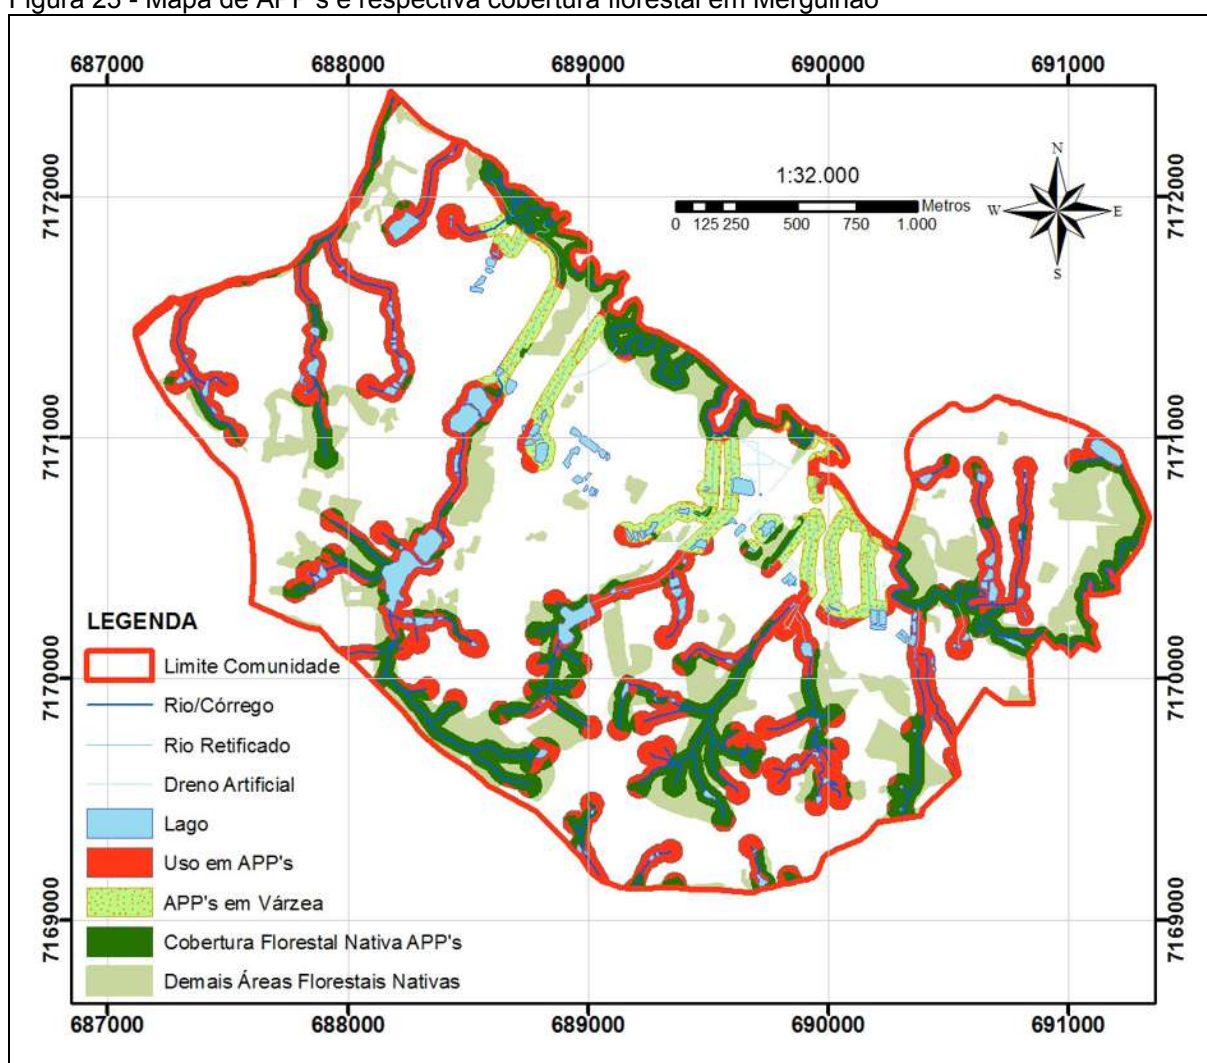 Figura 23 - Mapa de APP's e respectiva cobertura florestal em Mergulhão
687000 688000 689000 690000 691000
7172000
7171000
7170000
7169000
1:32.000
Metros
0 125 250 500 750 1.000
N
W E
S
7172000
7171000
7170000
7169000
LEGENDA
Limite Comunidade
Rio/Córrego
Rio Retificado
Dreno Artificial
Lago
Uso em APP's
APP's em Várzea
Cobertura Florestal Nativa APP's
Demais Áreas Florestais Nativas
687000 688000 689000 690000 691000